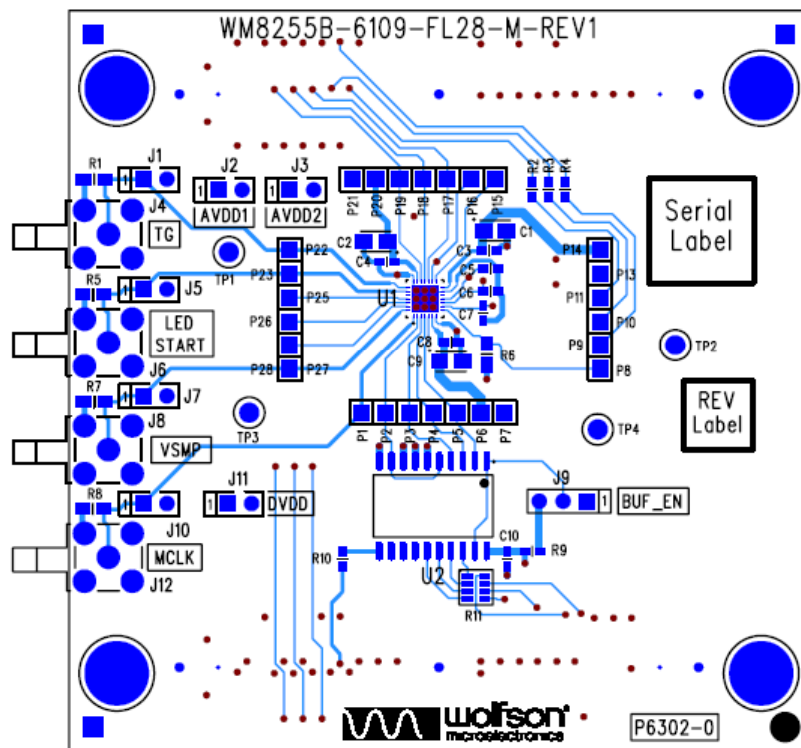 WM8255B-6109-FL28-M-REV1
R1
J1
1
J2
1
AVDD1
J3
1
AVDD2
P21
P20
P19
P18
P17
P16
P15
R2
R3
R4
Serial
Label
J4
TG
TP1
P22
P23
P25
P26
P28
P27
C2
C4
U1
C1
C3
C5
C6
C7
P14
P13
P11
P10
P9
P8
R5
1
J5
LED
START
J6
C8
C9
R6
TP2
R7
1
J7
J8
VSMP
TP3
P1
P2
P3
P4
P5
P6
P7
TP4
REV
Label
R8
1
J10
J11
1
DVDD
J9
1
BUF_EN
MCLK
J12
R10
U2
C10
R9
R11
wolfson
microelectronics
P6302-0